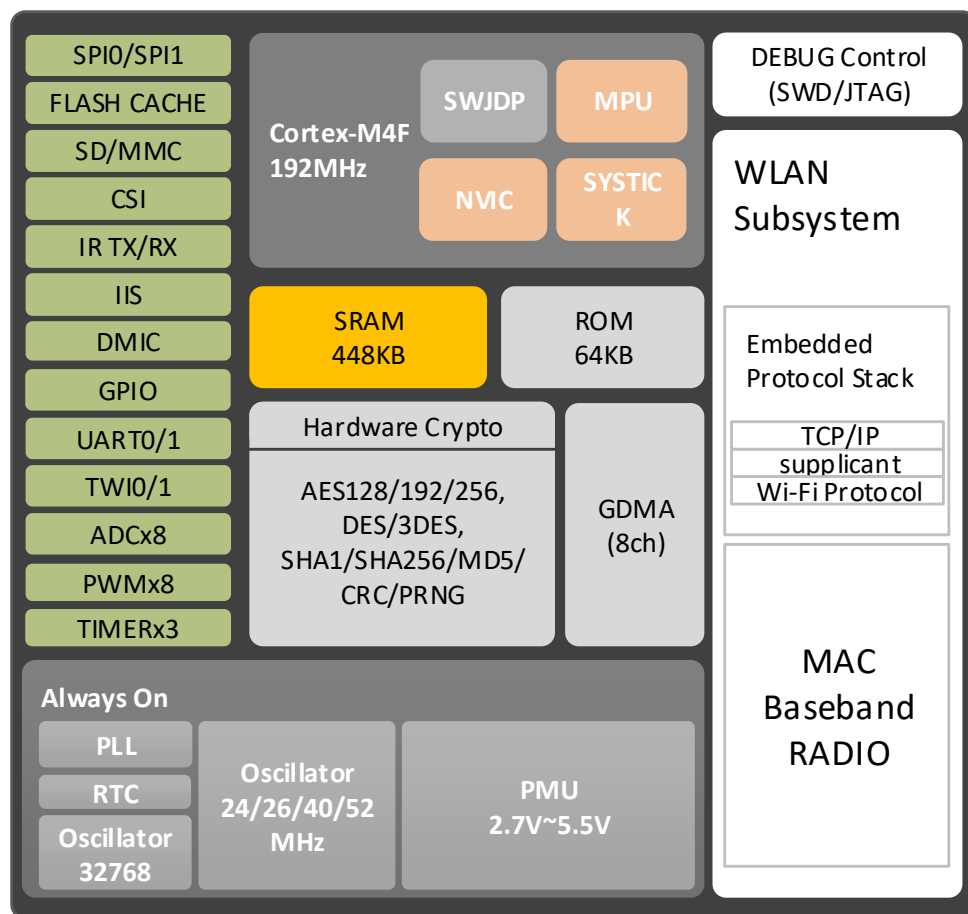 SPI0/SPI1
FLASH CACHE
SD/MMC
CSI
IR TX/RX
IIS
DMIC
GPIO
UART0/1
TWI0/1
ADCx8
PWMx8
TIMERx3
Cortex-M4F
192MHz
SWJDP
MPU
NVIC
SYSTIC
K
SRAM
448KB
ROM
64KB
Hardware Crypto
AES128/192/256,
DES/3DES,
SHA1/SHA256/MD5/
CRC/PRNG
GDMA
(8ch)
Always On
PLL
RTC
Oscillator
32768
Oscillator
24/26/40/52
MHz
PMU
2.7V~5.5V
DEBUG Control
(SWD/JTAG)
WLAN
Subsystem
Embedded
Protocol Stack
TCP/IP
supplicant
Wi-Fi Protocol
MAC
Baseband
RADIO